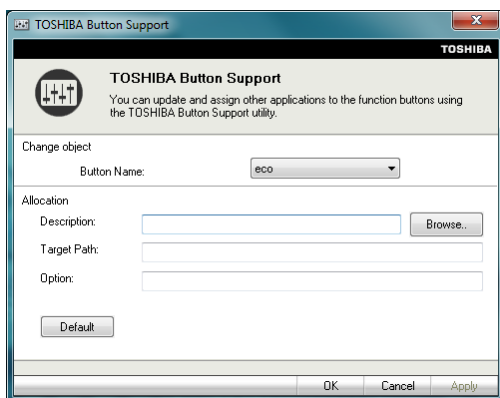 TOSHIBA Button Support
TOSHIBA
TOSHIBA Button Support
You can update and assign other applications to the function buttons using
the TOSHIBA Button Support utility.
Change object
Button Name:
eco
Allocation
Description:
Browse..
Target Path:
Option:
Default
OK
Cancel
Apply